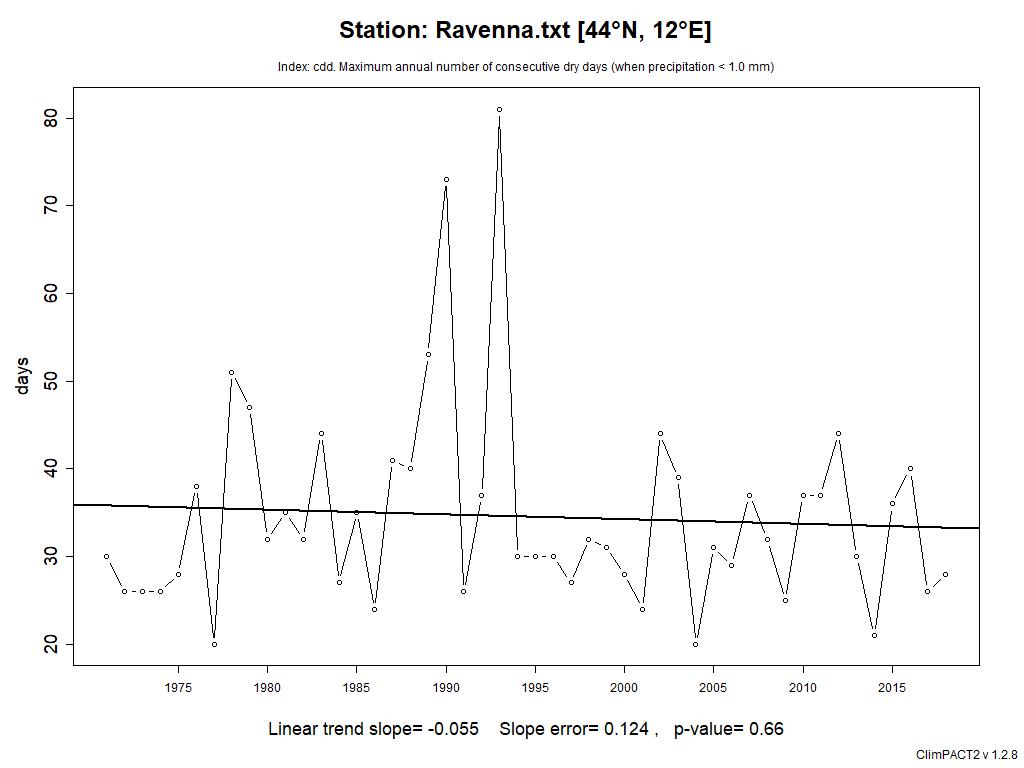 Station: Ravenna.txt [44°N, 12°E]
Index: cdd. Maximum annual number of consecutive dry days (when precipitation < 1.0 mm)
80
70
60
50
40
30
20
days
1975 1980 1985 1990 1995 2000 2005 2010 2015
Linear trend slope= -0.055 Slope error= 0.124 , p-value= 0.66
ClimPACT2 v 1.2.8